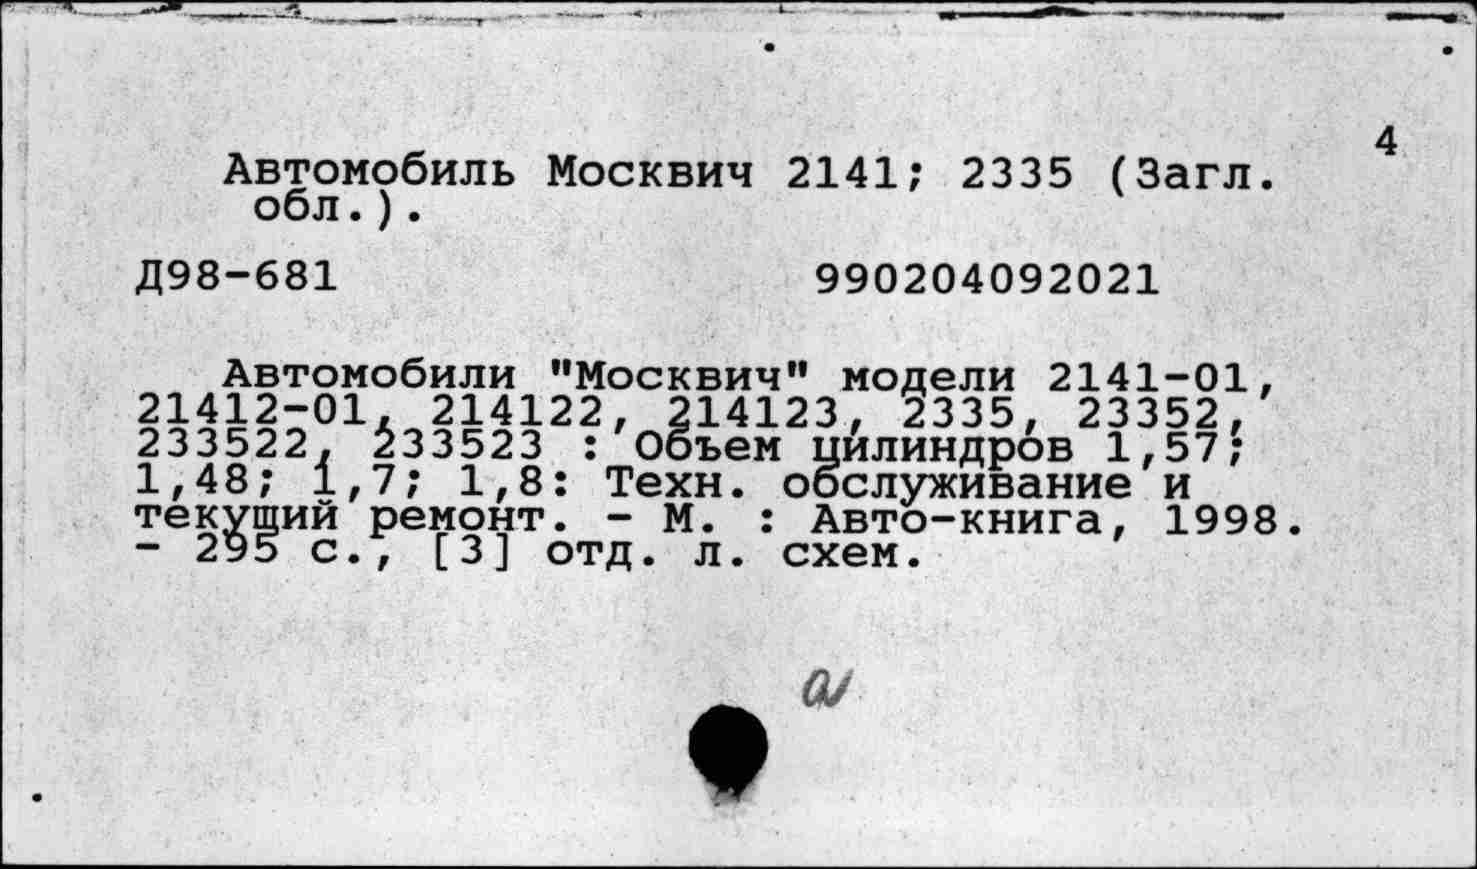 4
Автомобиль Москвич 2141; 2335 (Загл.
обл.).
Д98-681 990204092021
Автомобили "Москвич" модели 2141-01,
21412-01, 214122, 214123, 2335, 23352,
233522, 233523 : Объем цилиндров 1,57;
1,48; 1,7; 1,8: Техн. обслуживание и
текущий ремонт. - М. : Авто-книга, 1998.
- 295 с., [3] отд. л. схем.
а